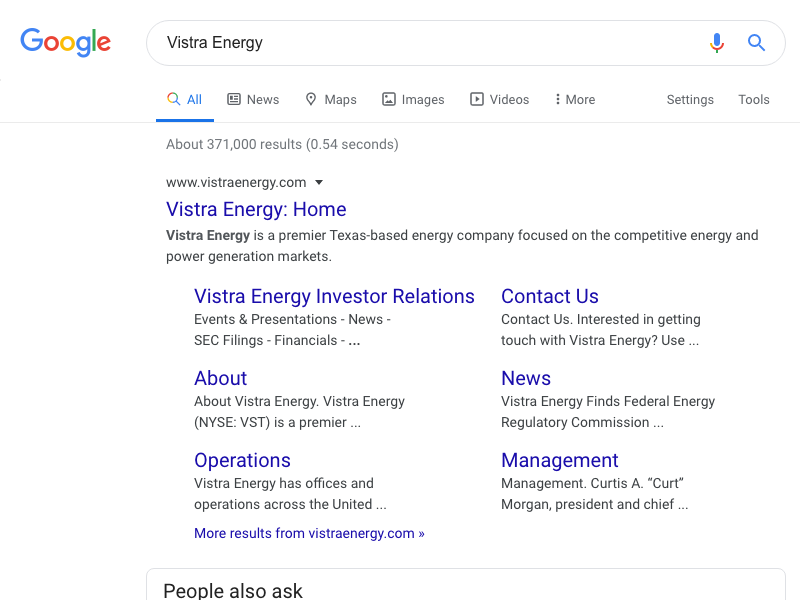 Google
Vistra Energy
All News Maps Images Videos More Settings Tools
About 371,000 results (0.54 seconds)
www.vistraenergy.com
Vistra Energy: Home
Vistra Energy is a premier Texas-based energy company focused on the competitive energy and
power generation markets.
Vistra Energy Investor Relations
Events & Presentations - News -
SEC Filings - Financials - ...
Contact Us
Contact Us. Interested in getting
touch with Vistra Energy? Use ...
About
About Vistra Energy. Vistra Energy
(NYSE: VST) is a premier ...
News
Vistra Energy Finds Federal Energy
Regulatory Commission ...
Operations
Vistra Energy has offices and
operations across the United ...
Management
Management. Curtis A. “Curt”
Morgan, president and chief ...
More results from vistraenergy.com »
People also ask